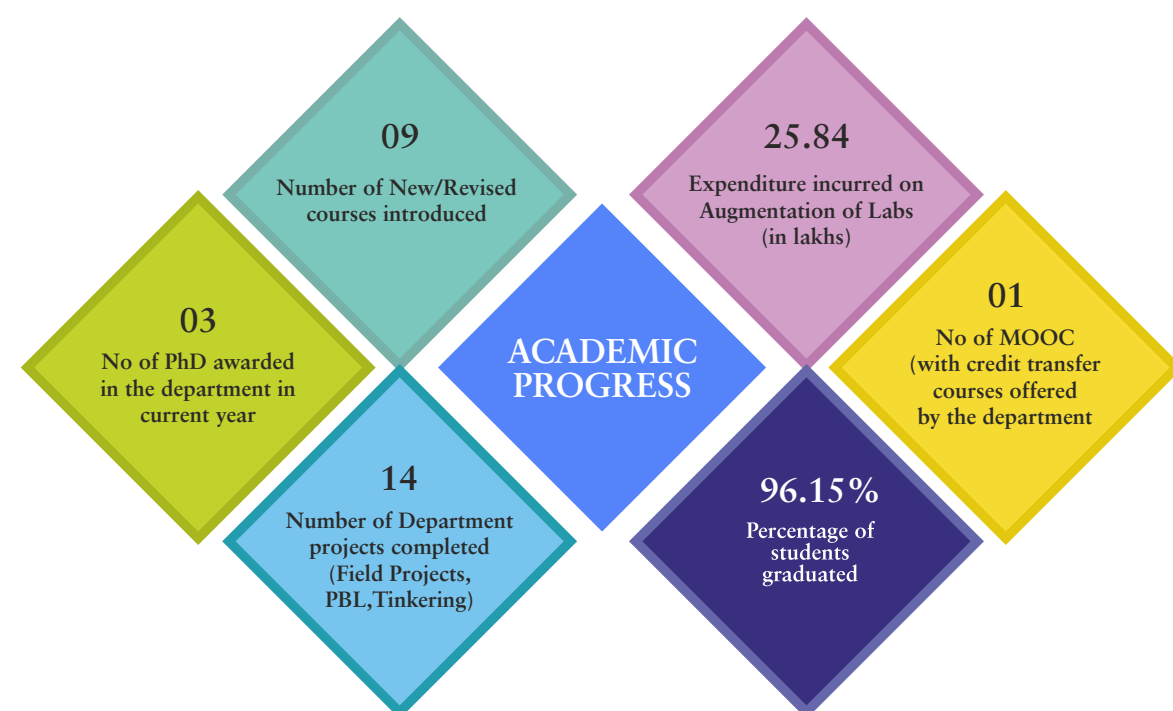 09
Number of New/Revised
courses introduced
25.84
Expenditure incurred on
Augmentation of Labs
(in lakhs)
03
No of PhD awarded
in the department in
current year
ACADEMIC
PROGRESS
01
No of MOOC
(with credit transfer
courses offered
by the department
14
Number of Department
projects completed
(Field Projects,
PBL,Tinkering)
96.15%
Percentage of
students
graduated